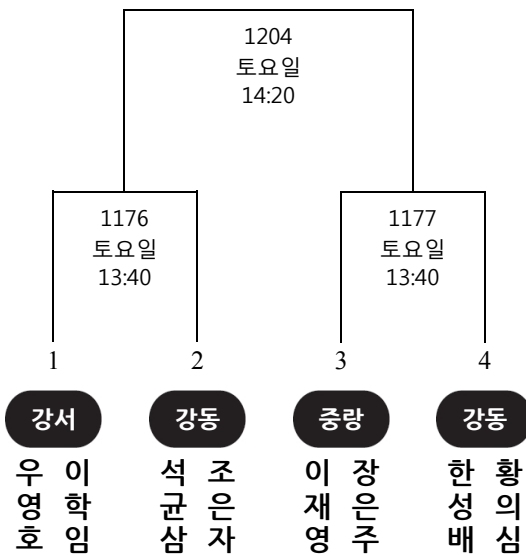 1204
토요일
14:20
1176
토요일
13:40
1177
토요일
13:40
1
2
3
4
강서
강동
중랑
강동
우영호
이학임
석균삼
조은자
이재영
장은주
한성배
황의심